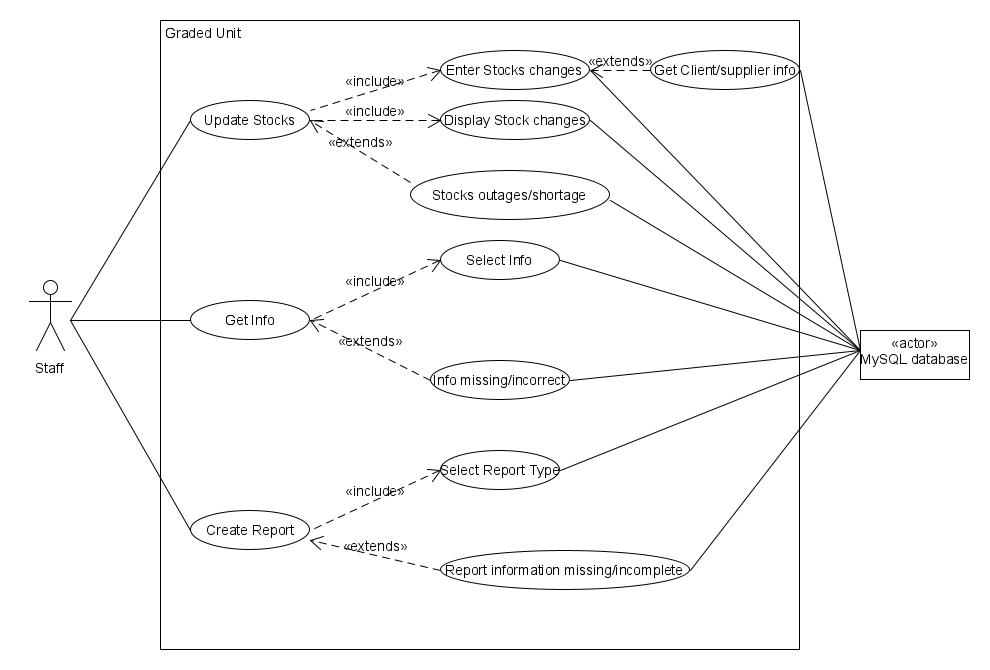 Graded Unit
Enter Stocks changes
«extends»
Get Client/supplier info
«include»
«include»
Update Stocks
Display Stock changes
«extends»
Stocks outages/shortage
Select Info
«include»
Get Info
«extends»
«actor»
MySQL database
Staff
Info missing/incorrect
Select Report Type
«include»
Create Report
«extends»
Report information missing/incomplete